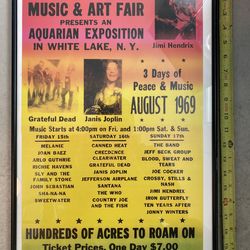 MUSIC & ART FAIR
PRESENTS AN
AQUARIAN EXPOSITION
IN WHITE LAKE, N. Y.
Jimi Hendrix
3 Days of
Peace & Music
AUGUST 1969
Grateful Dead
Janis Joplin
Music Starts at 4:00pm on Fri, and 1:00pm Sat. & Sun.
FRIDAY 15th
MELANIE
JOAN BAEZ
ARLO GUTHRIE
RICHIE HAVENS
SLY AND THE
FAMILY STONE
JOHN SEBASTIAN
SHA-NA-NA
SWEETWATER
SATURDAY 16th
CANNED HEAT
CREEDENCE
CLEARWATER
GRATEFUL DEAD
JANIS JOPLIN
JEFFERSON AIRPLANE
SANTANA
THE WHO
COUNTRY JOE
AND THE FISH
SUNDAY 17th
THE BAND
JEFF BECK GROUP
BLOOD, SWEAT AND
TEARS
JOE COCKER
CROSBY, STILLS &
NASH
JIMI HENDRIX
IRON BUTTERFLY
TEN YEARS AFTER
JOHNNY WINTERS
HUNDREDS OF ACRES TO ROAM ON
Ticket Prices, One Day $7.00